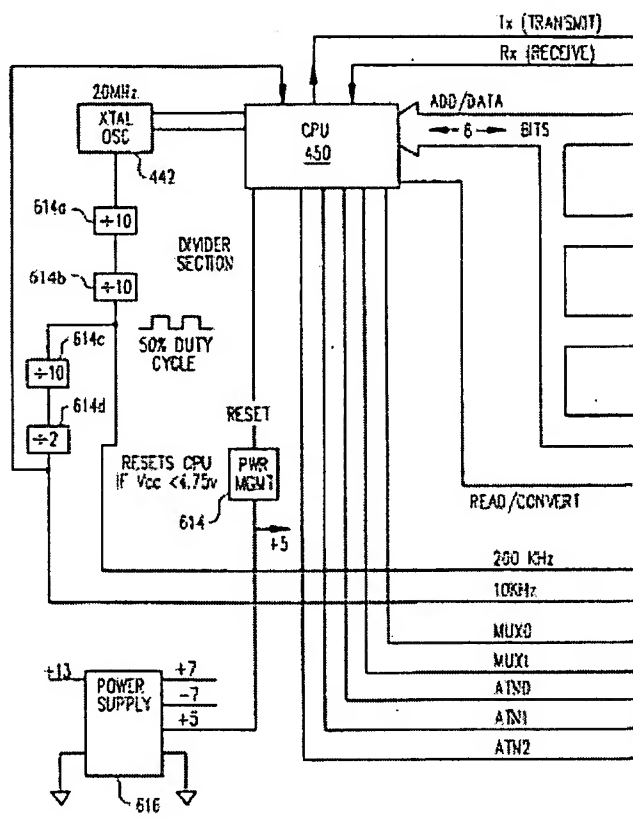 Tx (TRANSMIT)
Rx (RECEIVE)
20MHz.
XTAL
OSC
442
CPU
450
ADD/DATA
6 BITS
614a
÷10
DIVIDER
SECTION
614b
÷10
50% DUTY
CYCLE
614c
÷10
614d
÷2
RESET
RESETS CPU
IF Vcc <4.75v
PWR
MGMT
614
+5
READ/CONVERT
200 KHz
10KHz
MUX0
MUX1
ATN0
ATN1
ATN2
+13
POWER
SUPPLY
+7
-7
+5
616